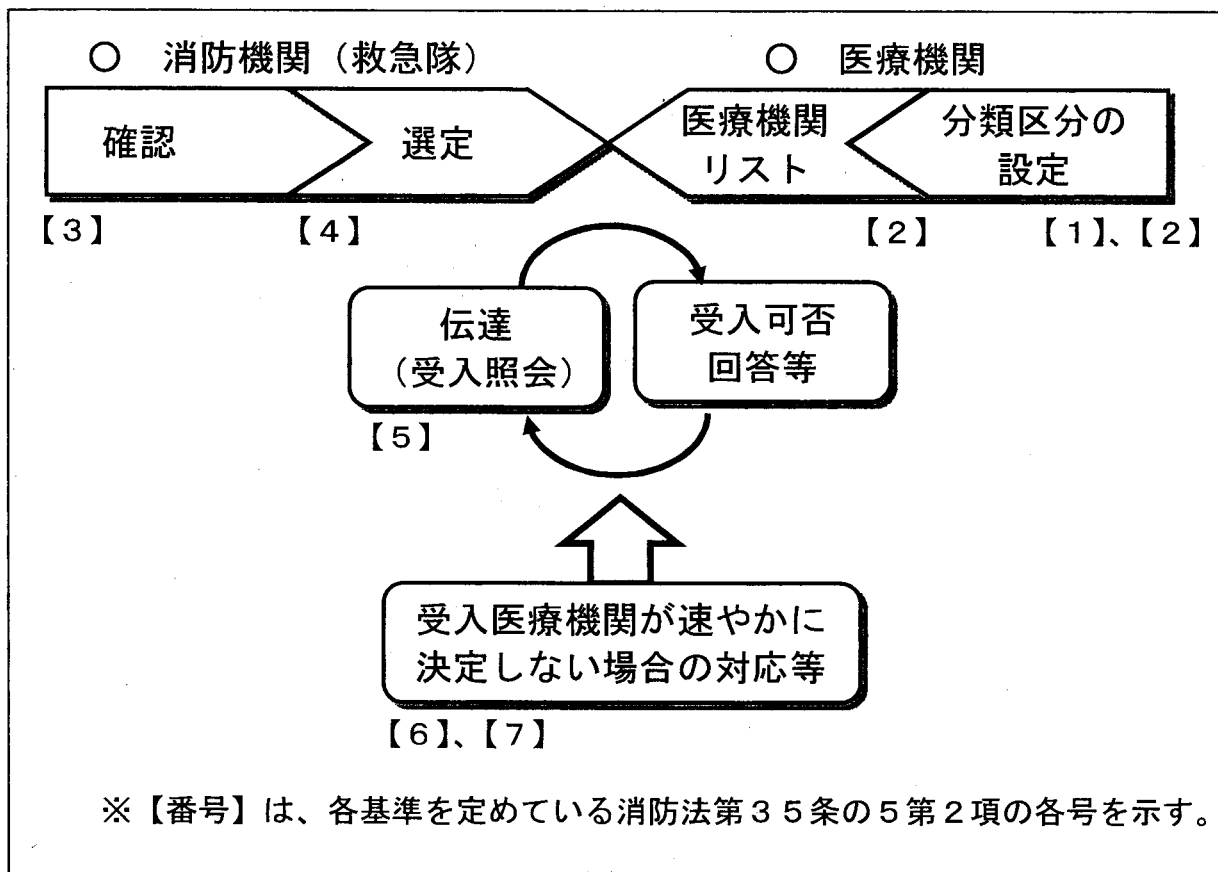 ○ 消防機関（救急隊）
○ 医療機関
確認
選定
医療機関
リスト
分類区分の
設定
【３】
【４】
【２】
【１】、【２】
伝達
（受入照会）
受入可否
回答等
【５】
受入医療機関が速やかに
決定しない場合の対応等
【６】、【７】
※【番号】は、各基準を定めている消防法第３５条の５第２項の各号を示す。